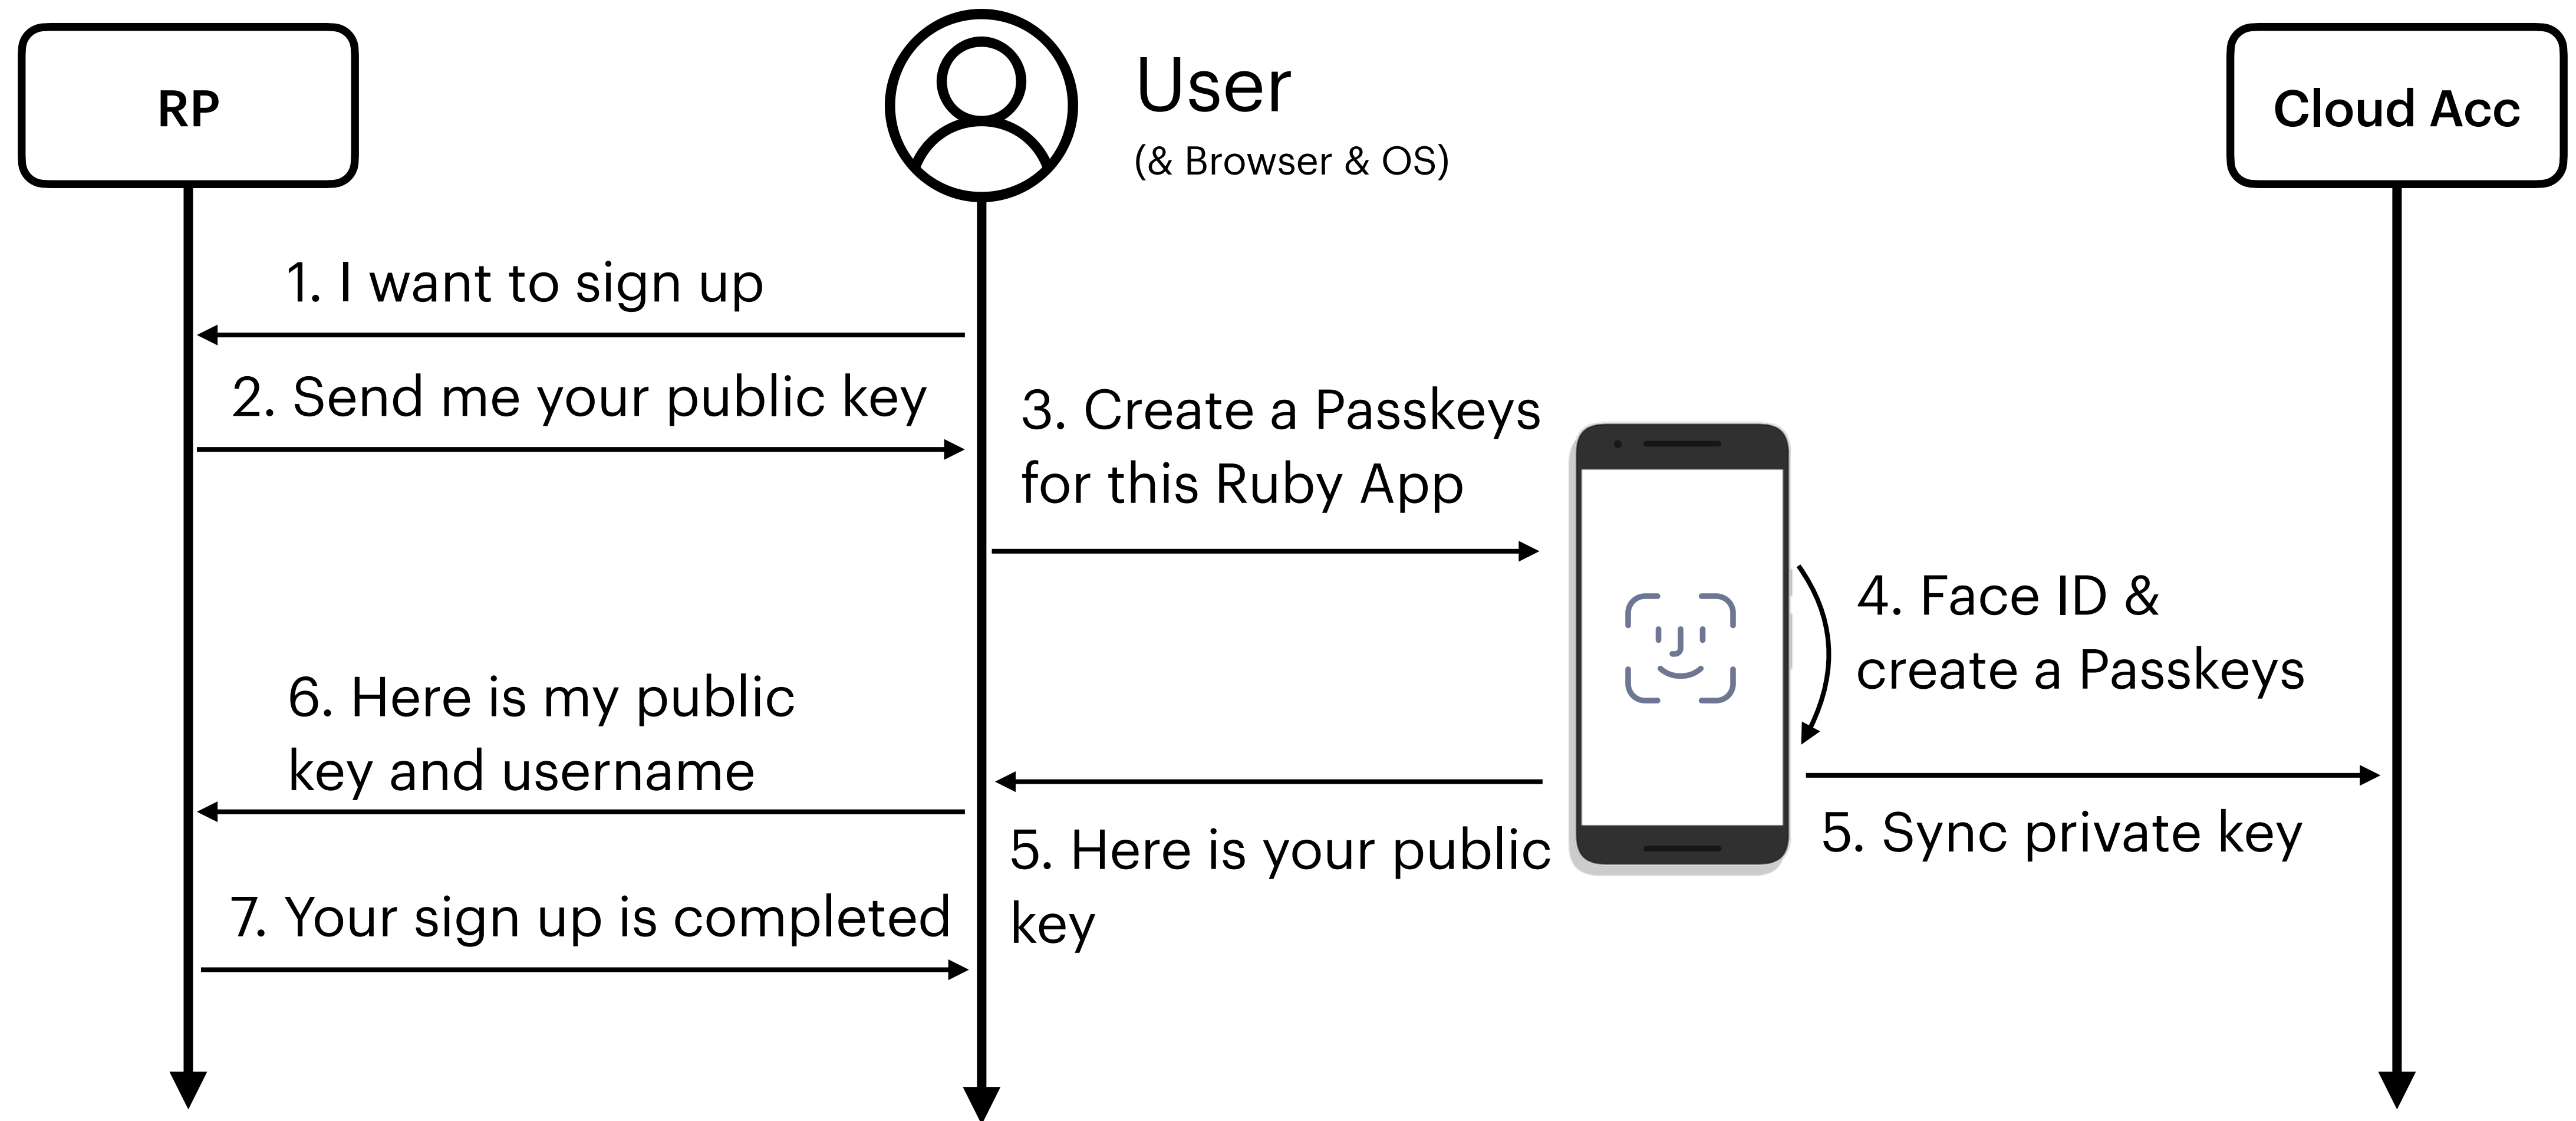 RP
User
(& Browser & OS)
Cloud Acc
1. I want to sign up
2. Send me your public key
3. Create a Passkeys
for this Ruby App
4. Face ID &
create a Passkeys
6. Here is my public
key and username
5. Here is your public
key
5. Sync private key
7. Your sign up is completed